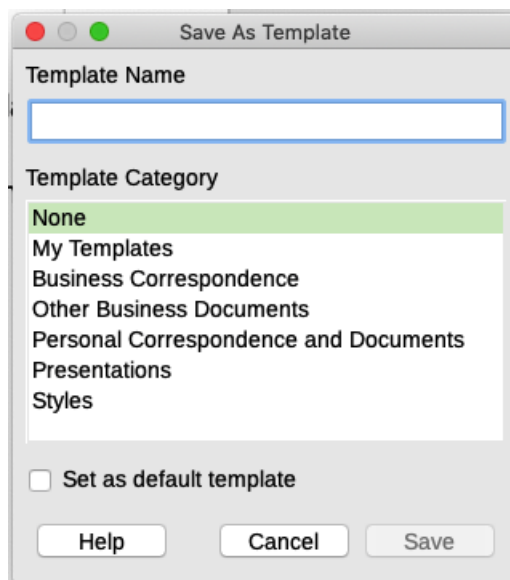 Save As Template
Template Name
Template Category
None
My Templates
Business Correspondence
Other Business Documents
Personal Correspondence and Documents
Presentations
Styles
Set as default template
Help Cancel Save